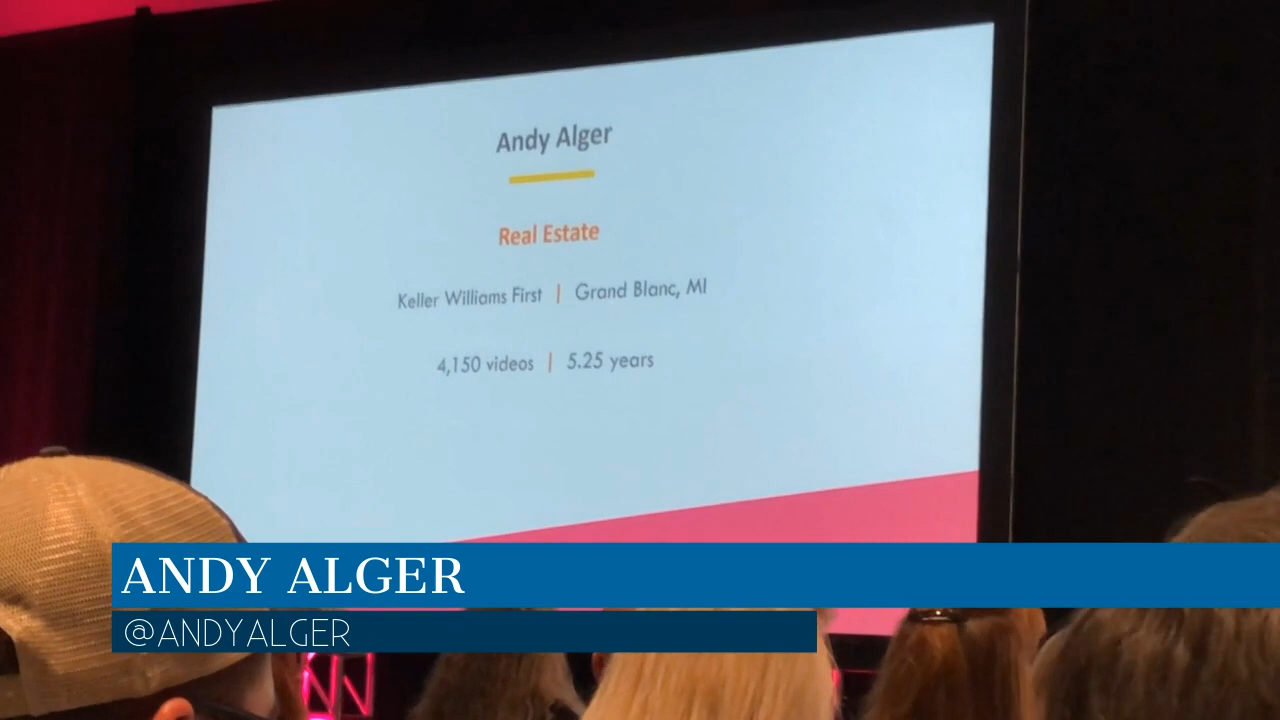 Andy Alger
Real Estate
Keller Williams First | Grand Blanc, MI
4,150 videos | 5.25 years
ANDY ALGER
@ANDYALGER